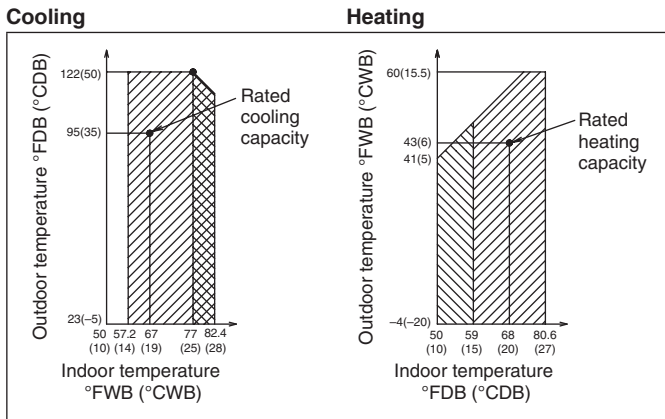 Cooling
Outdoor temperature °FDB (°CDB)
122(50)
95(35)
23(−5)
Rated
cooling
capacity
50 57.2 67 77 82.4
(10) (14) (19) (25) (28)
Indoor temperature
°FWB (°CWB)
Heating
Outdoor temperature °FWB (°CWB)
60(15.5)
43(6)
41(5)
−4(−20)
Rated
heating
capacity
50 59 68 80.6
(10) (15) (20) (27)
Indoor temperature
°FDB (°CDB)